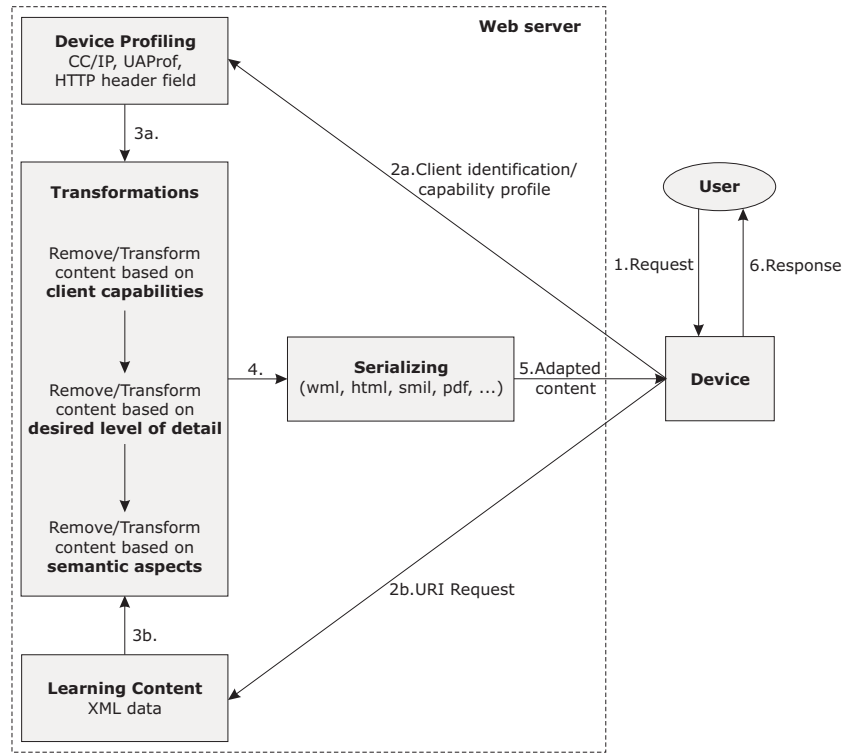 Web server
Device Profiling
CC/IP, UAProf,
HTTP header field
3a.
2a.Client identification/
capability profile
Transformations
Remove/Transform
content based on
client capabilities
Remove/Transform
content based on
desired level of detail
Remove/Transform
content based on
semantic aspects
4.
Serializing
(wml, html, smil, pdf, ...)
5.Adapted
content
User
1.Request
6.Response
Device
2b.URI Request
3b.
Learning Content
XML data